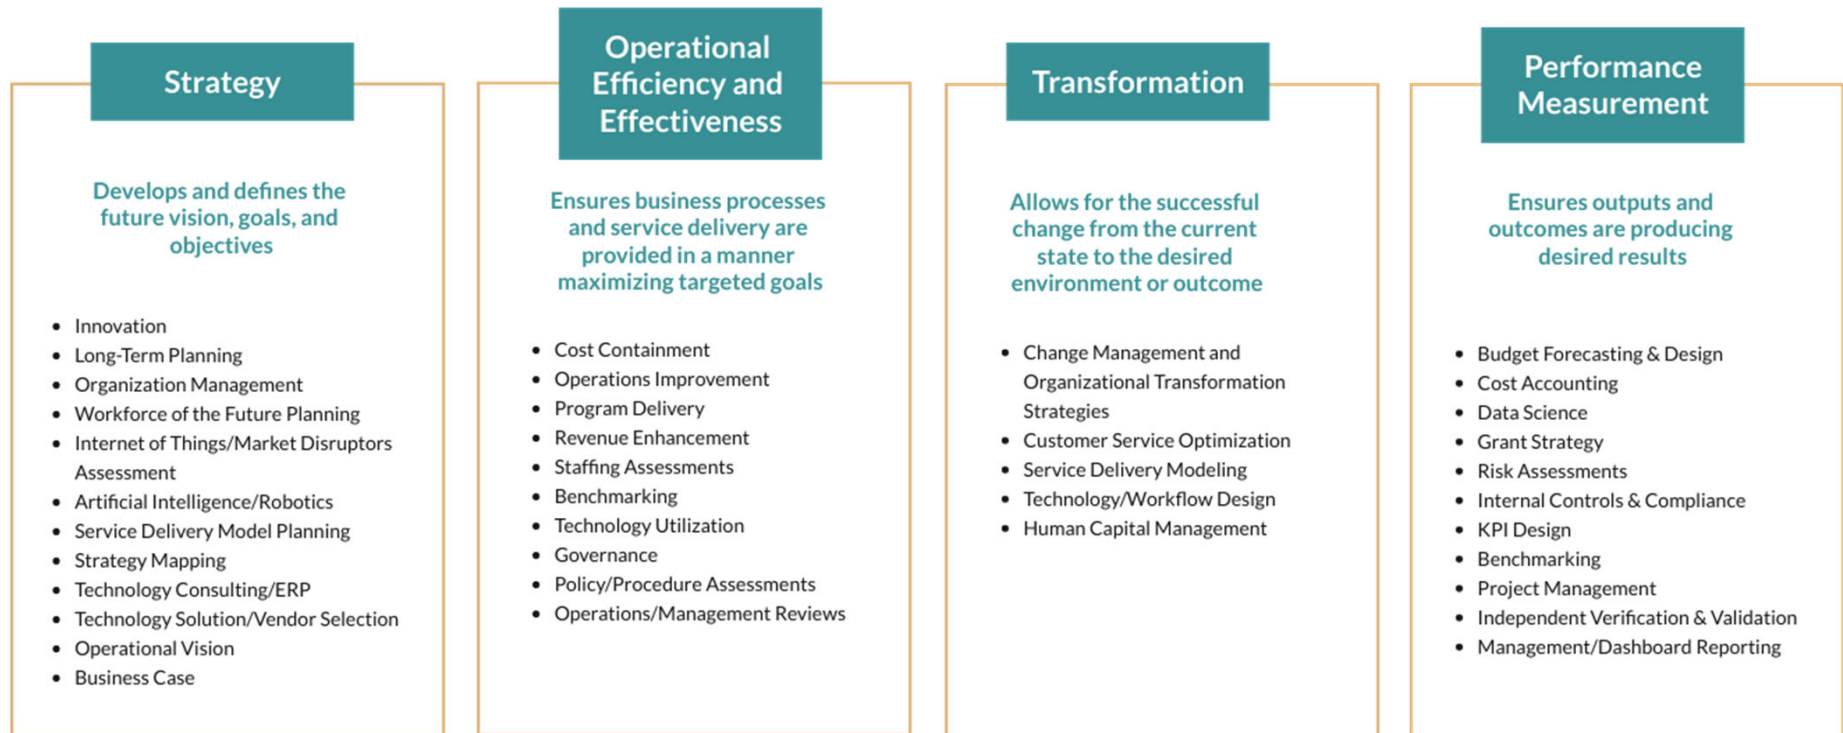 Strategy
Develops and defines the
future vision, goals, and
objectives
• Innovation
• Long-Term Planning
• Organization Management
• Workforce of the Future Planning
• Internet of Things/Market Disruptors
Assessment
• Artificial Intelligence/Robotics
• Service Delivery Model Planning
• Strategy Mapping
• Technology Consulting/ERP
• Technology Solution/Vendor Selection
• Operational Vision
• Business Case
Operational
Efficiency and
Effectiveness
Ensures business processes
and service delivery are
provided in a manner
maximizing targeted goals
• Cost Containment
• Operations Improvement
• Program Delivery
• Revenue Enhancement
• Staffing Assessments
• Benchmarking
• Technology Utilization
• Governance
• Policy/Procedure Assessments
• Operations/Management Reviews
Transformation
Allows for the successful
change from the current
state to the desired
environment or outcome
• Change Management and
Organizational Transformation
Strategies
• Customer Service Optimization
• Service Delivery Modeling
• Technology/Workflow Design
• Human Capital Management
Performance
Measurement
Ensures outputs and
outcomes are producing
desired results
• Budget Forecasting & Design
• Cost Accounting
• Data Science
• Grant Strategy
• Risk Assessments
• Internal Controls & Compliance
• KPI Design
• Benchmarking
• Project Management
• Independent Verification & Validation
• Management/Dashboard Reporting